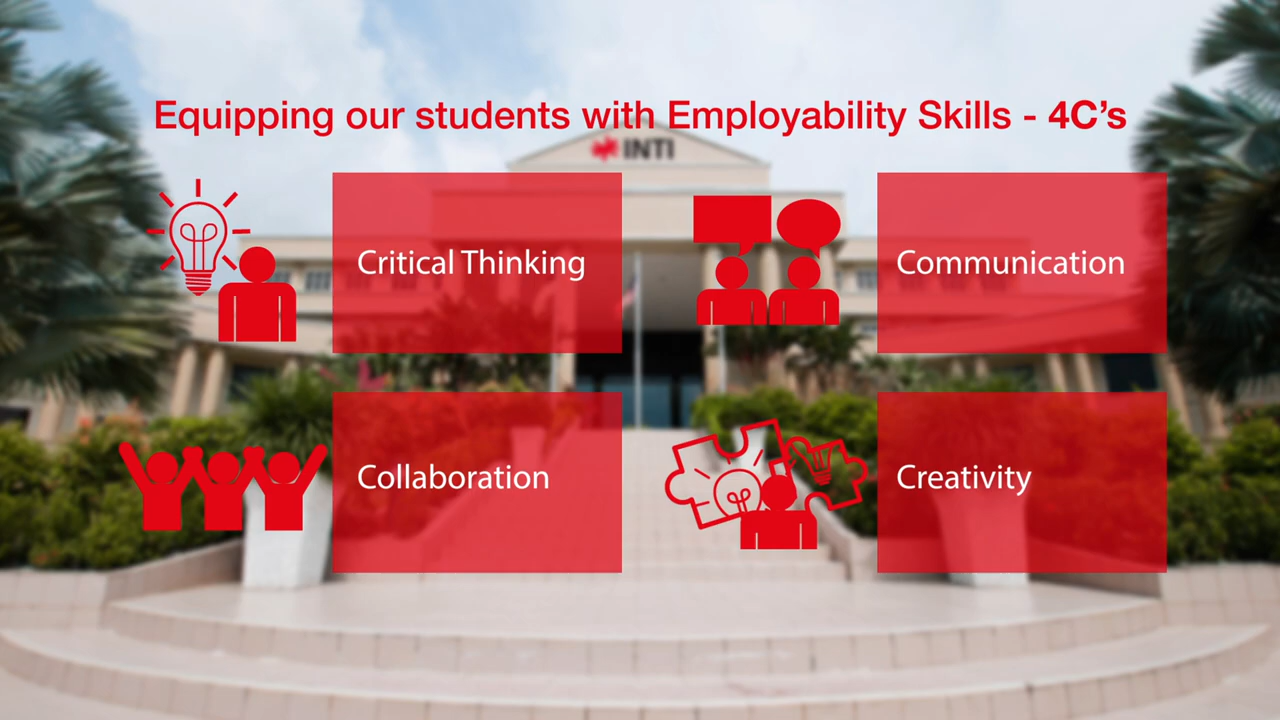 Equipping our students with Employability Skills - 4C’s
INTI
Critical Thinking
Communication
Collaboration
Creativity